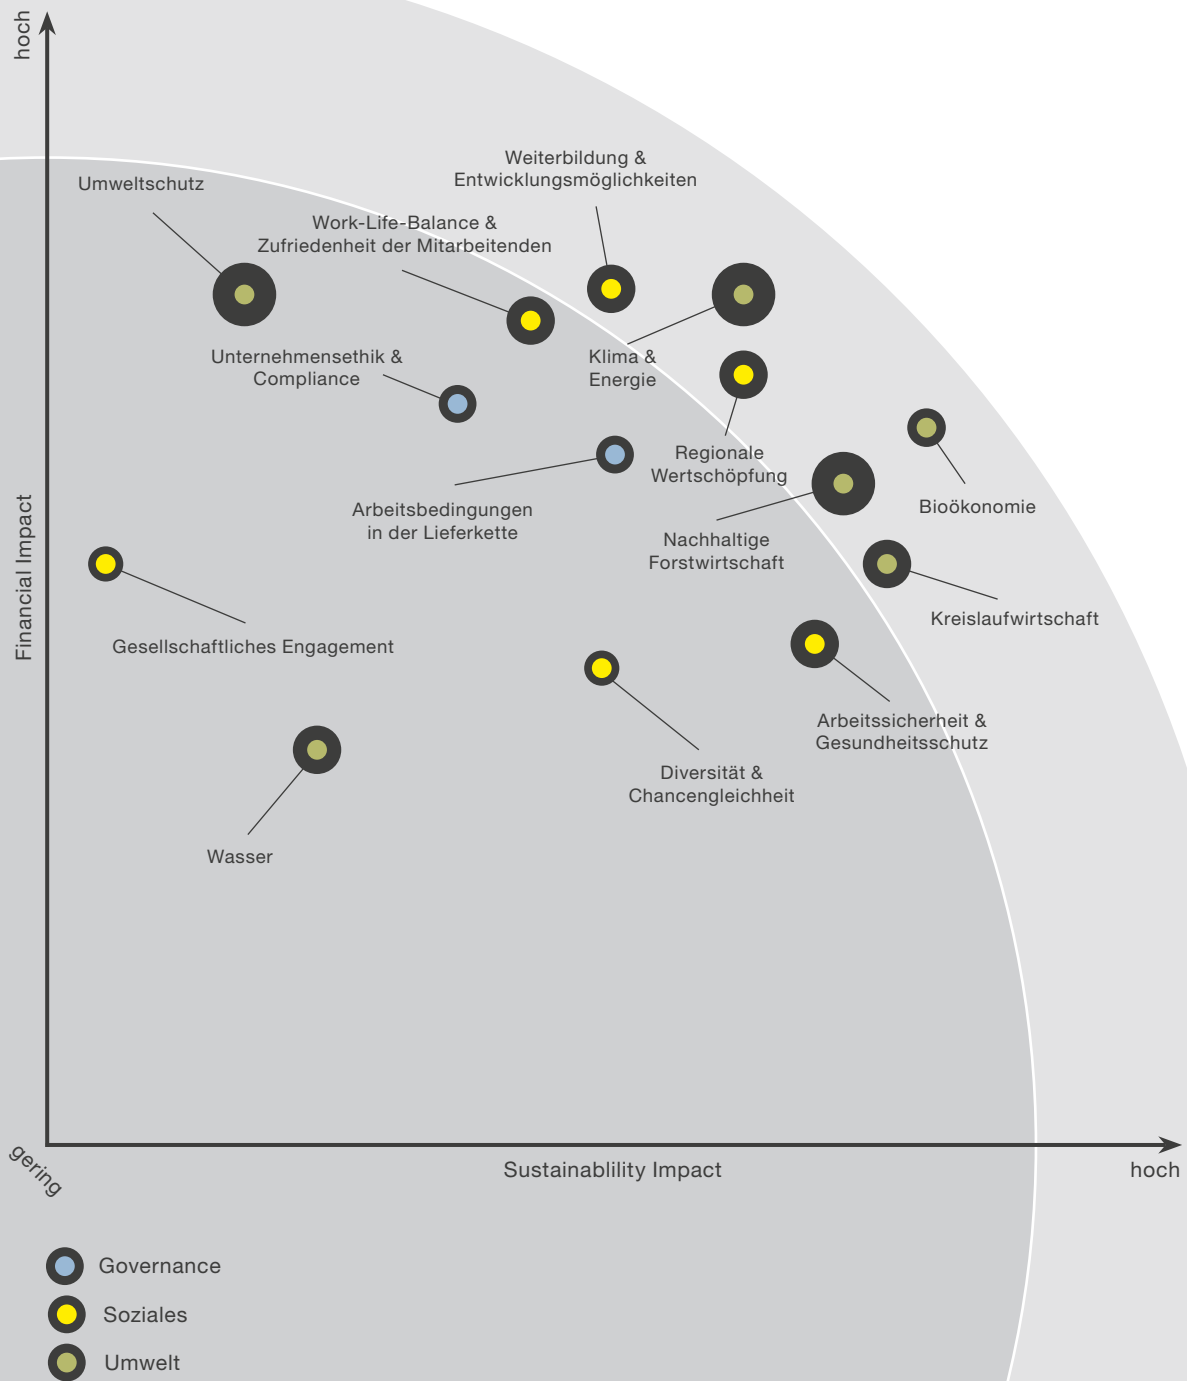 hoch
Weiterbildung &
Entwicklungsmöglichkeiten
Umweltschutz
Work-Life-Balance &
Zufriedenheit der Mitarbeitenden
Unternehmensethik &
Compliance
Klima &
Energie
Regionale
Wertschöpfung
Bioökonomie
Arbeitsbedingungen
in der Lieferkette
Nachhaltige
Forstwirtschaft
Financial Impact
Kreislaufwirtschaft
Gesellschaftliches Engagement
Arbeitssicherheit &
Gesundheitsschutz
Diversität &
Chancengleichheit
Wasser
gering
Sustainablility Impact
hoch
Governance
Soziales
Umwelt